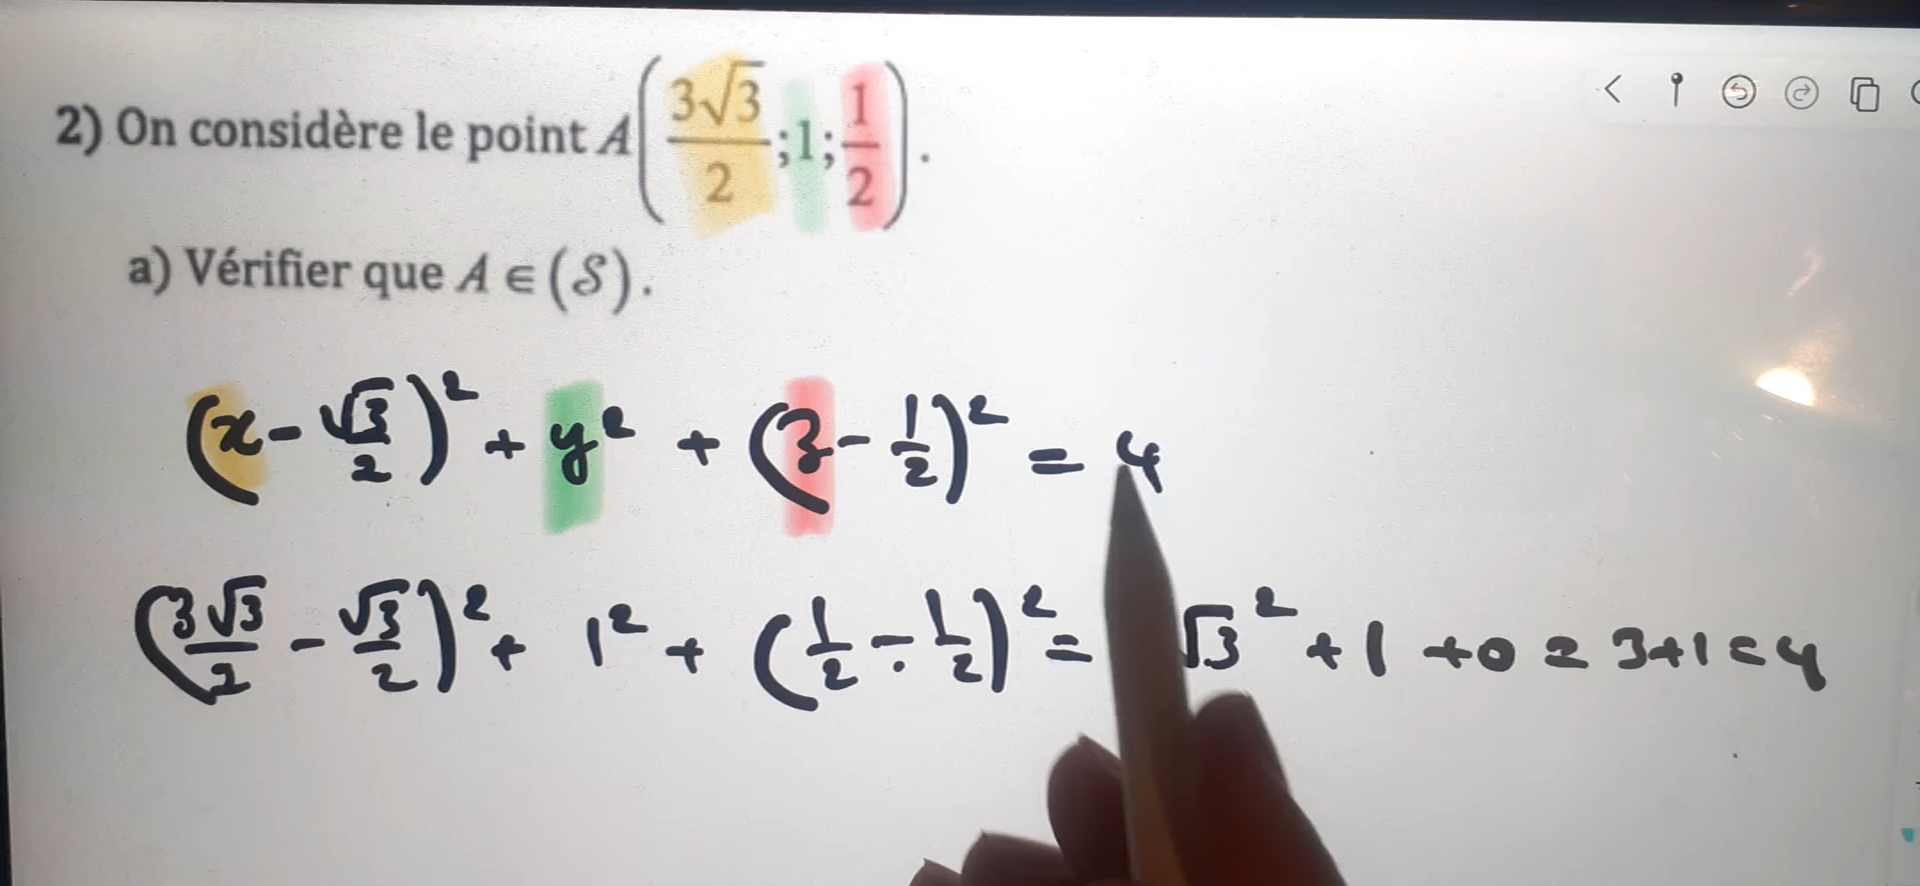 2) On considère le point A(3√3/2 ;1; 1/2).
a) Vérifier que A ∈ (𝒮).
(x - √3/2)² + y² + (z - 1/2)² = 4
(3√3/2 - √3/2)² + 1² + (1/2 - 1/2)² = √3² + 1 + 0 = 3+1 = 4